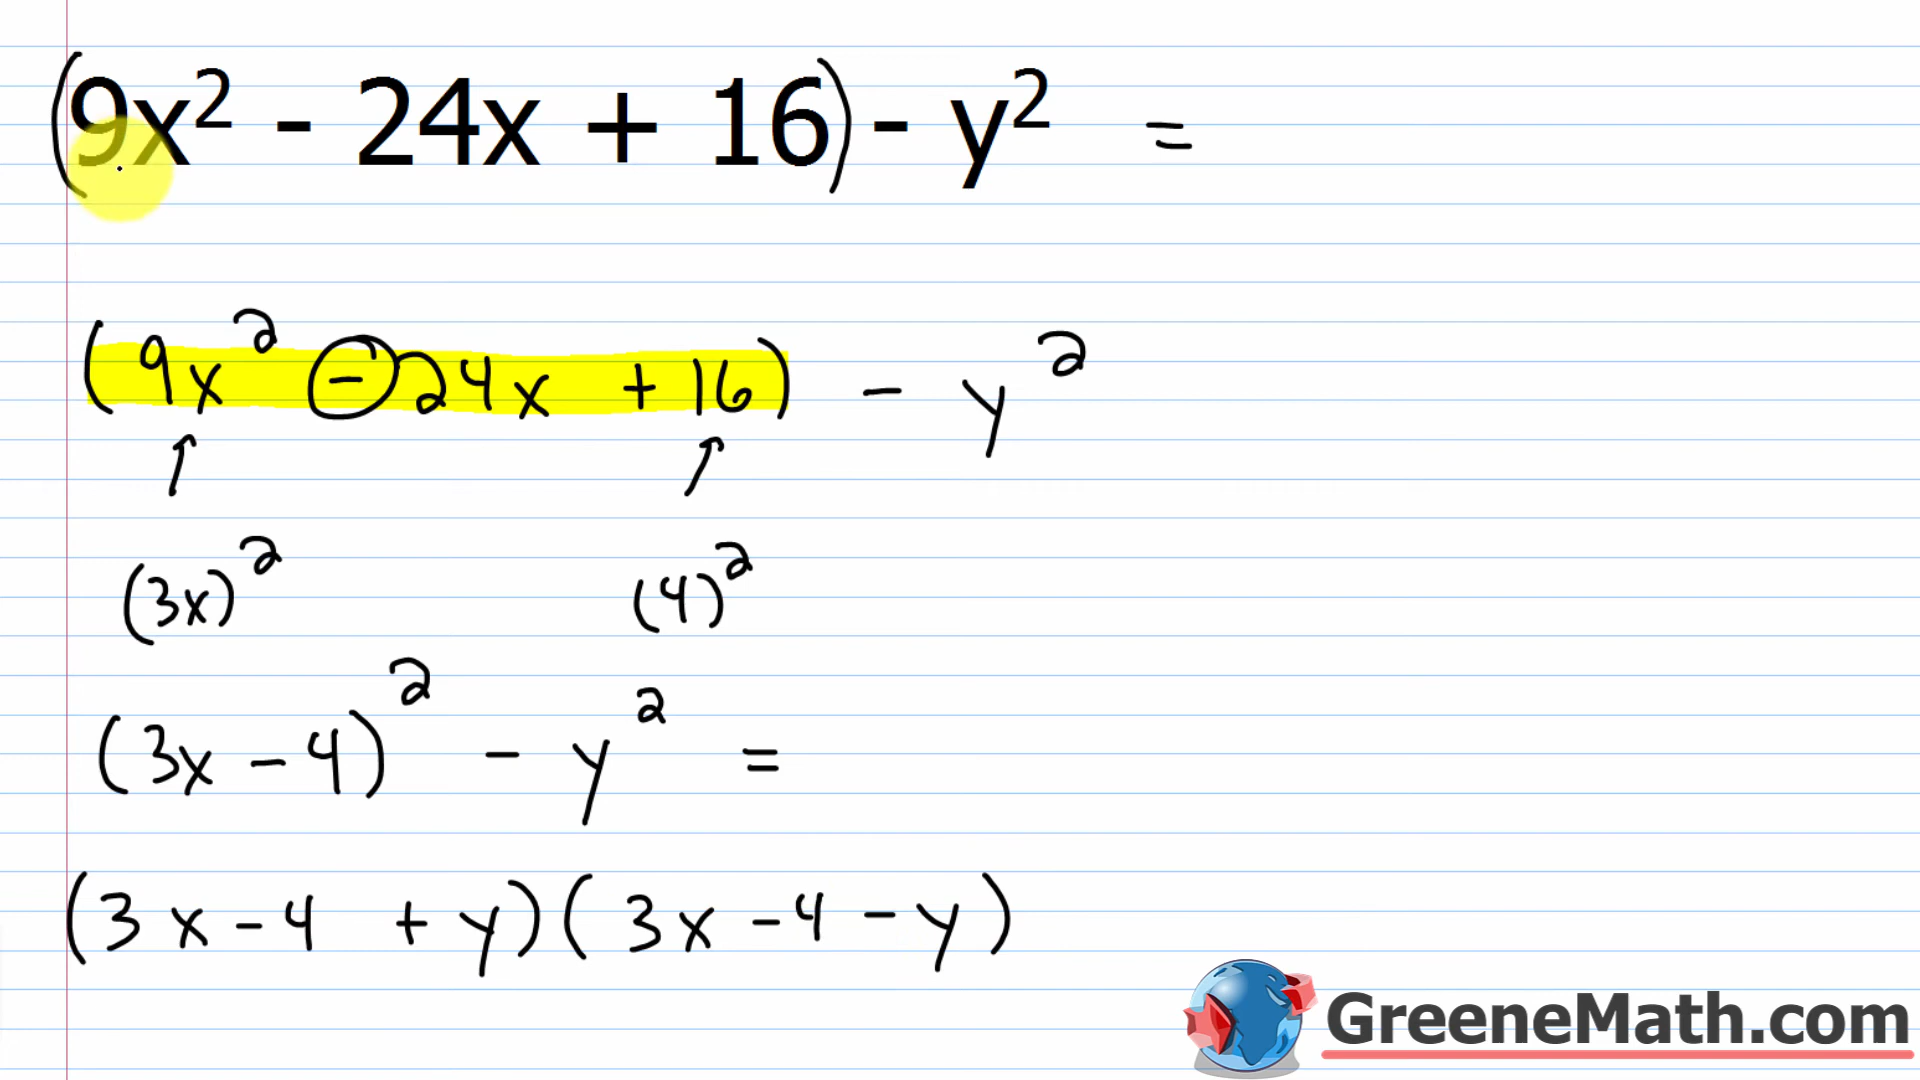 (9x² - 24x + 16) - y² =
(9x² - 24x + 16) - y²
(3x)² (4)²
(3x - 4)² - y² =
(3x - 4 + y)(3x - 4 - y)
GreeneMath.com